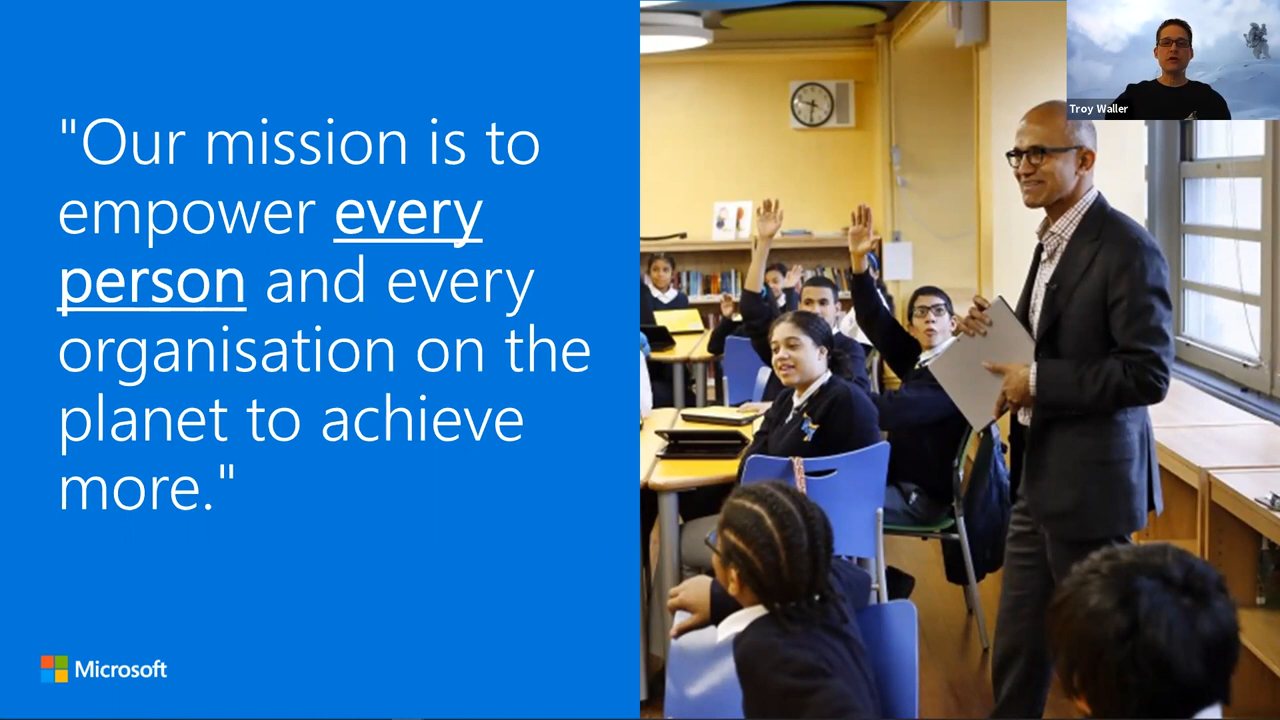 "Our mission is to
empower every
person and every
organisation on the
planet to achieve
more."
Microsoft
Troy Waller